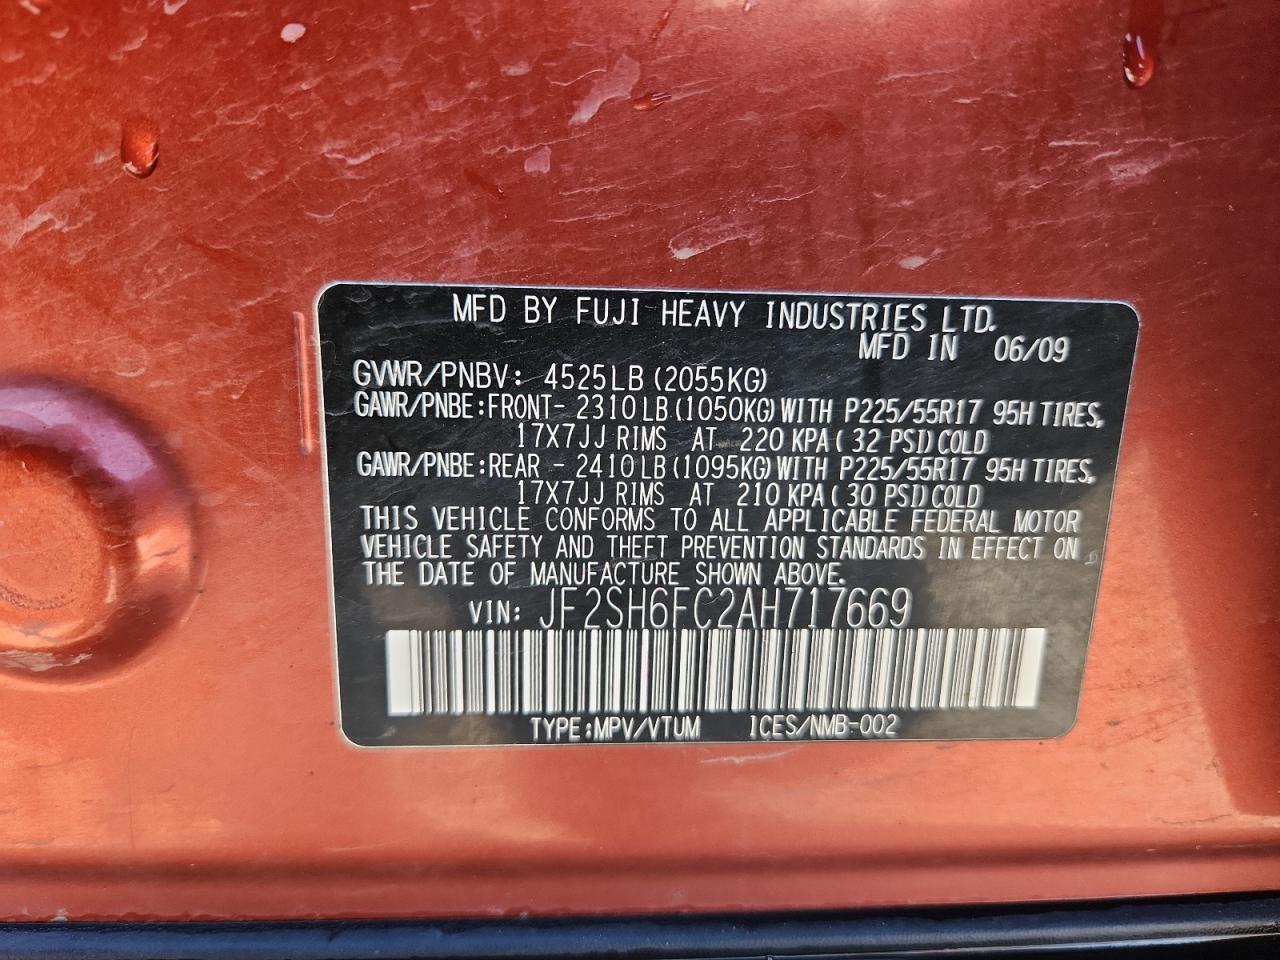 MFD BY FUJI HEAVY INDUSTRIES LTD.
MFD IN 06/09
GVWR/PNBV: 4525LB (2055KG)
GAWR/PNBE:FRONT- 2310LB(1050KG)WITH P225/55R17 95H TIRES,
17X7JJ RIMS AT 220 KPA( 32 PSI)COLD
GAWR/PNBE:REAR - 2410LB(1095KG)WITH P225/55R17 95H TIRES,
17X7JJ RIMS AT 210 KPA( 30 PSI)COLD
THIS VEHICLE CONFORMS TO ALL APPLICABLE FEDERAL MOTOR
VEHICLE SAFETY AND THEFT PREVENTION STANDARDS IN EFFECT ON
THE DATE OF MANUFACTURE SHOWN ABOVE.
VIN: JF2SH6FC2AH717669
TYPE:MPV/VTUM ICES/NMB-002